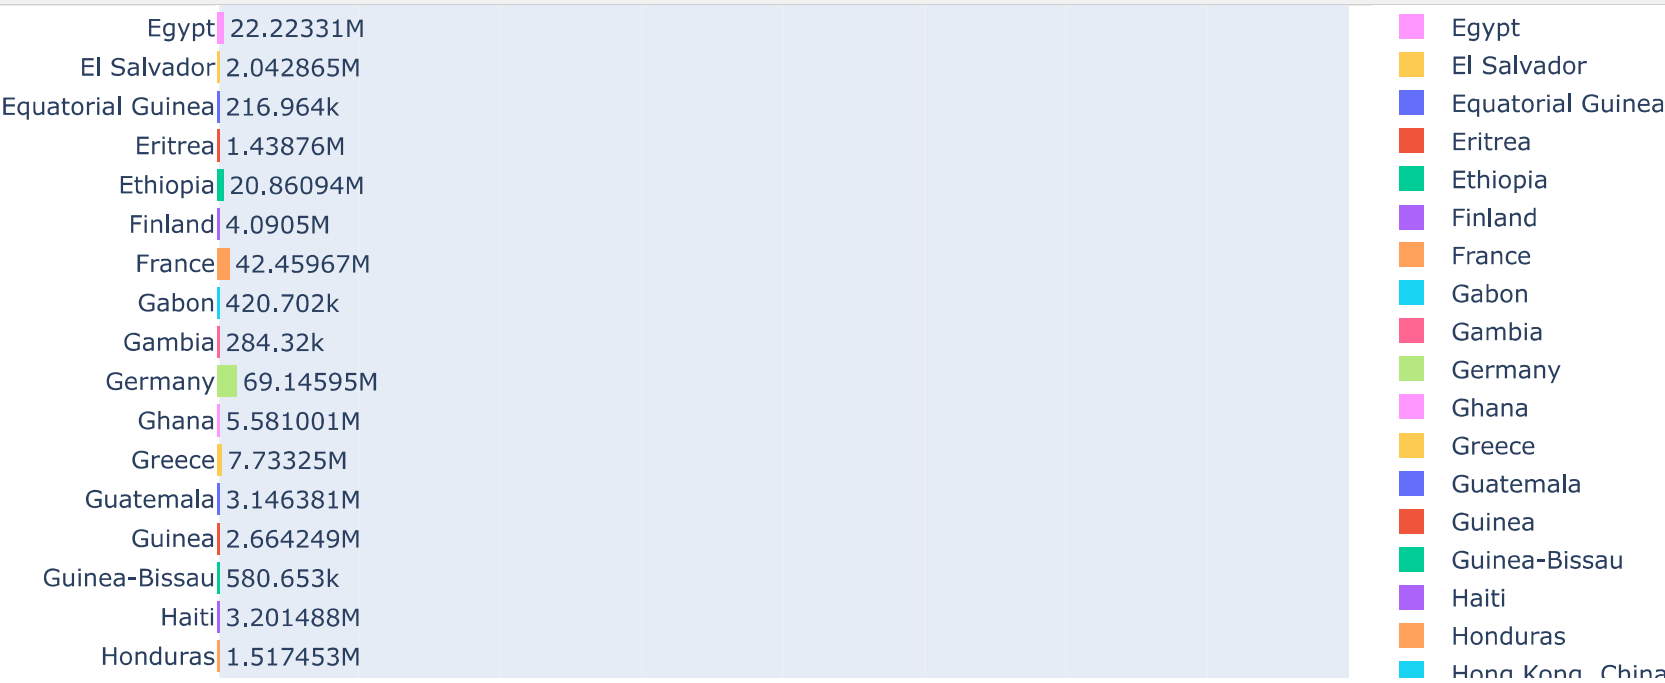 Egypt 22.22331M
El Salvador 2.042865M
Equatorial Guinea 216.964k
Eritrea 1.43876M
Ethiopia 20.86094M
Finland 4.0905M
France 42.45967M
Gabon 420.702k
Gambia 284.32k
Germany 69.14595M
Ghana 5.581001M
Greece 7.73325M
Guatemala 3.146381M
Guinea 2.664249M
Guinea-Bissau 580.653k
Haiti 3.201488M
Honduras 1.517453M
Egypt
El Salvador
Equatorial Guinea
Eritrea
Ethiopia
Finland
France
Gabon
Gambia
Germany
Ghana
Greece
Guatemala
Guinea
Guinea-Bissau
Haiti
Honduras
Hong Kong, China